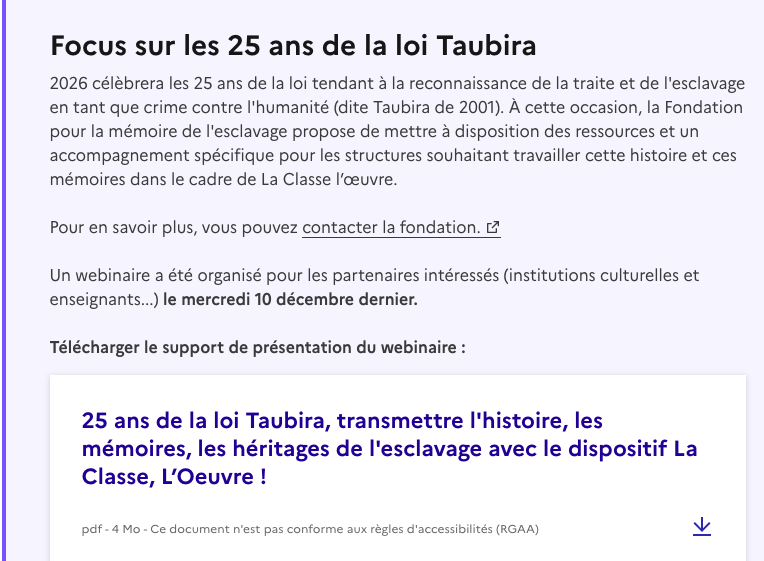 Focus sur les 25 ans de la loi Taubira
2026 célèbrera les 25 ans de la loi tendant à la reconnaissance de la traite et de l'esclavage
en tant que crime contre l'humanité (dite Taubira de 2001). À cette occasion, la Fondation
pour la mémoire de l'esclavage propose de mettre à disposition des ressources et un
accompagnement spécifique pour les structures souhaitant travailler cette histoire et ces
mémoires dans le cadre de La Classe l’œuvre.
Pour en savoir plus, vous pouvez contacter la fondation.
Un webinaire a été organisé pour les partenaires intéressés (institutions culturelles et
enseignants...) le mercredi 10 décembre dernier.
Télécharger le support de présentation du webinaire :
25 ans de la loi Taubira, transmettre l'histoire, les
mémoires, les héritages de l'esclavage avec le dispositif La
Classe, L’Oeuvre !
pdf - 4 Mo - Ce document n'est pas conforme aux règles d'accessibilités (RGAA)